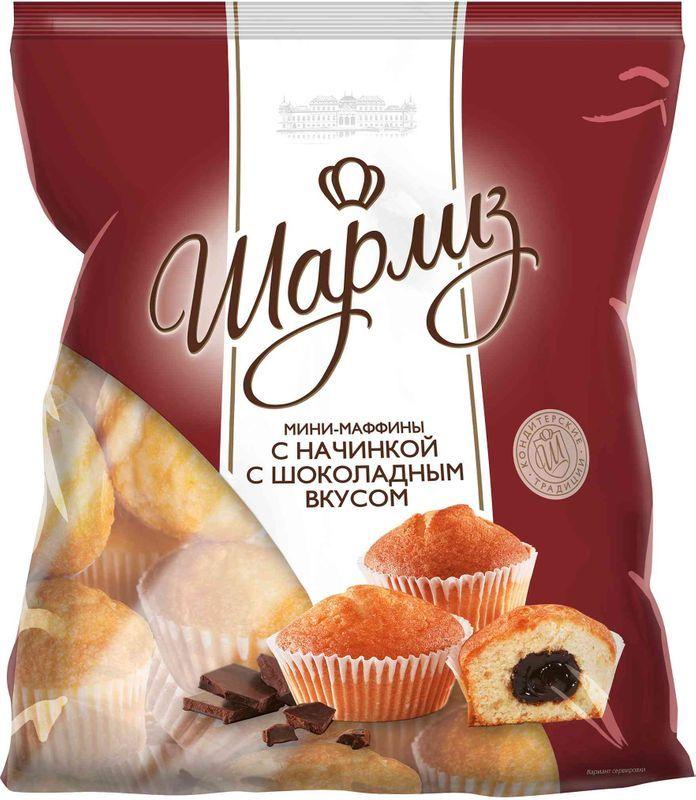 Шарлиз
МИНИ-МАФФИНЫ
С НАЧИНКОЙ
С ШОКОЛАДНЫМ
ВКУСОМ
КОНДИТЕРСКИЕ
Ш
ТРАДИЦИИ
Вариант сервировки